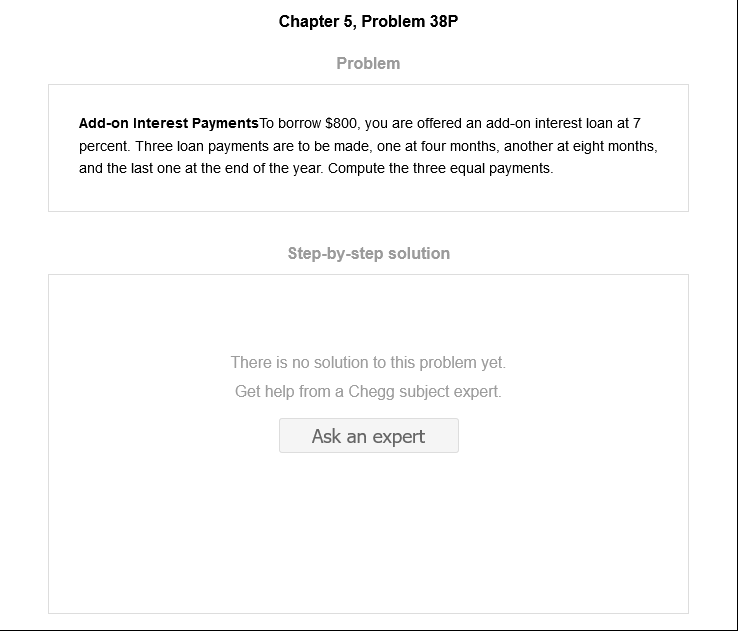 Chapter 5, Problem 38P
Problem
Add-on Interest PaymentsTo borrow $800, you are offered an add-on interest loan at 7
percent. Three loan payments are to be made, one at four months, another at eight months,
and the last one at the end of the year. Compute the three equal payments.
Step-by-step solution
There is no solution to this problem yet.
Get help from a Chegg subject expert.
Ask an expert